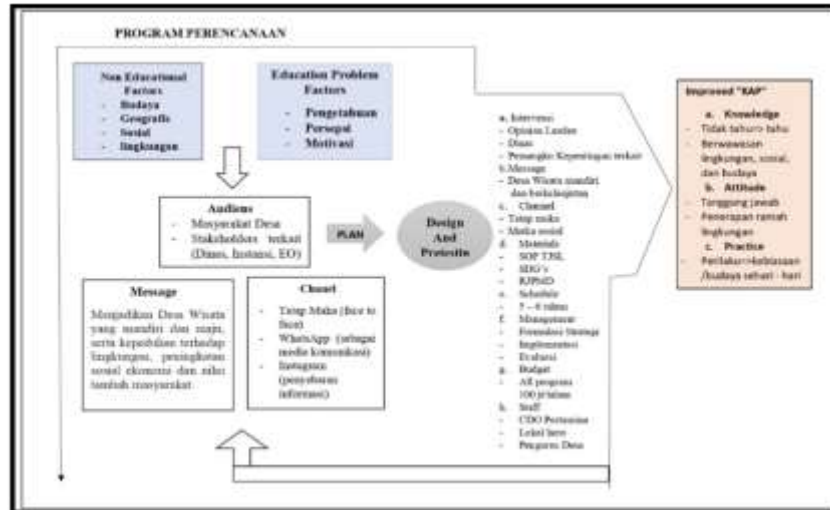 PROGRAM PERENCANAAN
Non Educational
Factors
- Budaya
- Geografis
- Sosial
- lingkungan
Education Problem
Factors
- Pengetahuan
- Persepsi
- Motivasi
Audiens
- Masyarakat Desa
- Stakeholders terkait
(Dinas, Instansi, EO)
PLAN
Design
And
Message
Menjadikan Desa Wisata
yang mandiri dan maju,
serta kepedulian terhadap
lingkungan, peningkatan
sosial ekonomi dan nilai
tambah masyarakat
Chanel
- Tatap Muka (face to
face)
- WhatsApp (sebagai
media komunikasi)
- Instagram
(penyebaran
informasi)
a. Intervensi
- Opinion Leader
- Dinas
- Pemangku Kepentingan terkait
b. Message
- Desa Wisata mandiri
dan berkelanjutan
c. Channel
- Tatap muka
- Media sosial
d. Materials
- SOP TJSL
- SDG's
- RJPMD
e. Schedule
- 5 – 6 tahun
f. Management
- Formulasi Strategi
- Implementasi
- Evaluasi
g. Budget
- All program
h. Staff
- CDO Pertamina
- Lokal hero
- Pengurus Desa
Improved "KAP"
a. Knowledge
- Tidak tahu=> tahu
- Berwawasan
lingkungan, sosial,
dan budaya
b. Attitude
- Tanggung jawab
- Penerapan ramah
lingkungan
c. Practice
- Perilaku=>kebiasaan
/budaya sehari - hari